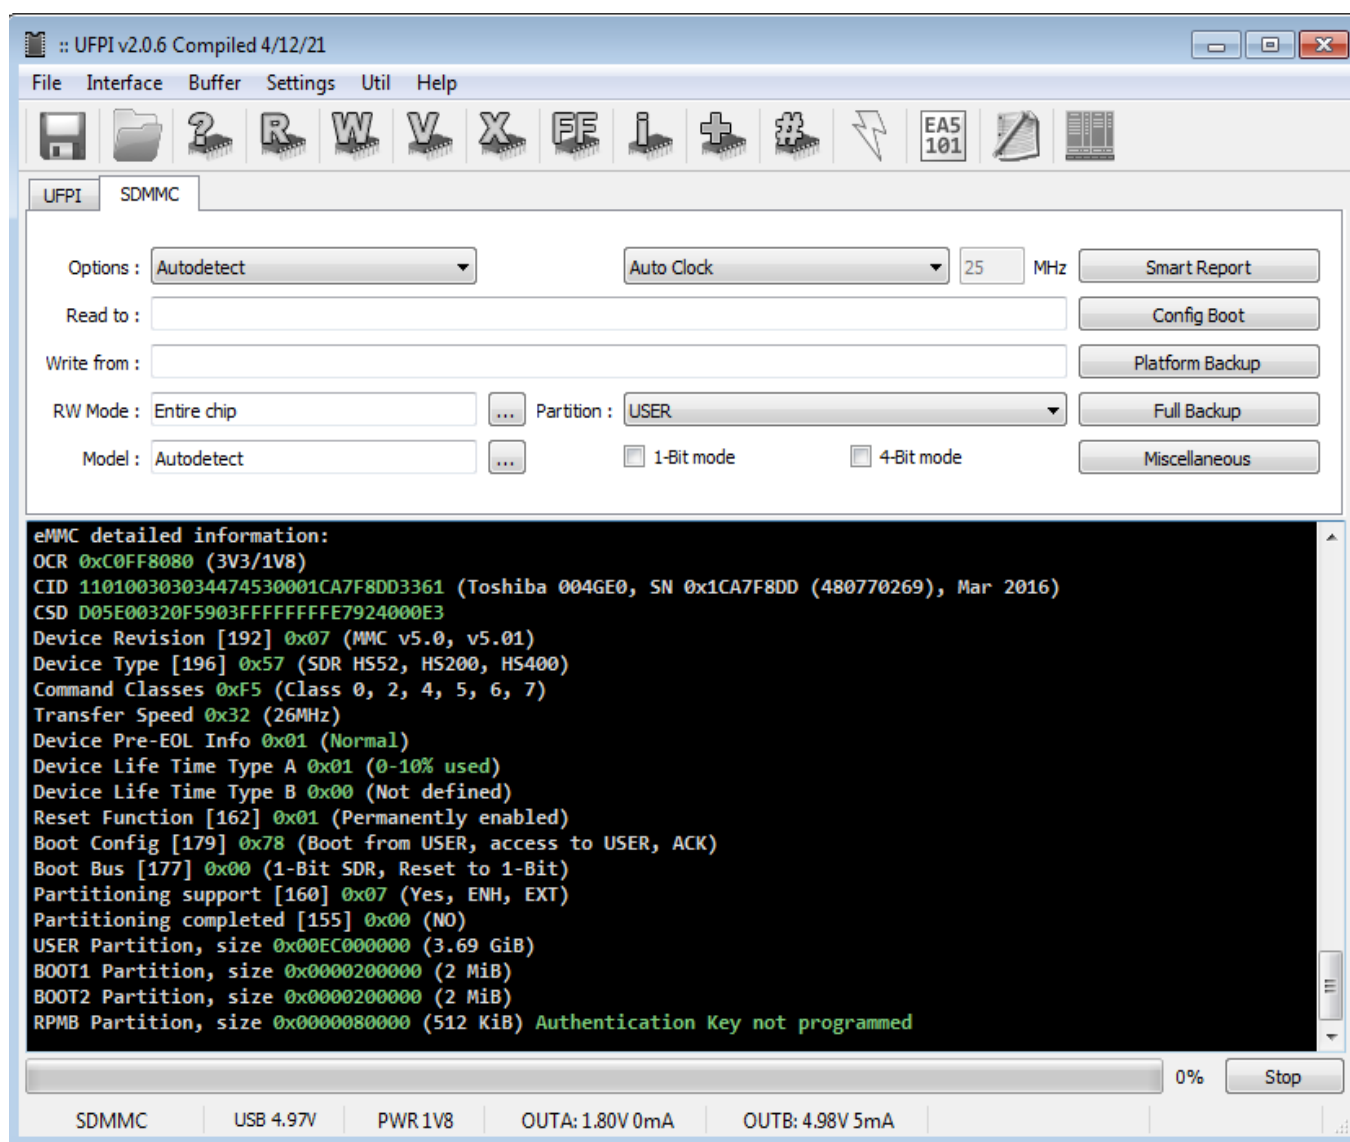 :: UFPI v2.0.6 Compiled 4/12/21
File Interface Buffer Settings Util Help
? R W V X FF i + # EA5
101
UFPI SDMMC
Options : Autodetect Auto Clock 25 MHz Smart Report
Read to : Config Boot
Write from : Platform Backup
RW Mode : Entire chip ... Partition : USER Full Backup
Model : Autodetect ... 1-Bit mode 4-Bit mode Miscellaneous
eMMC detailed information:
OCR 0xC0FF8080 (3V3/1V8)
CID 110100303034474530001CA7F8DD3361 (Toshiba 004GE0, SN 0x1CA7F8DD (480770269), Mar 2016)
CSD D05E00320F5903FFFFFFFFE7924000E3
Device Revision [192] 0x07 (MMC v5.0, v5.01)
Device Type [196] 0x57 (SDR HS52, HS200, HS400)
Command Classes 0xF5 (Class 0, 2, 4, 5, 6, 7)
Transfer Speed 0x32 (26MHz)
Device Pre-EOL Info 0x01 (Normal)
Device Life Time Type A 0x01 (0-10% used)
Device Life Time Type B 0x00 (Not defined)
Reset Function [162] 0x01 (Permanently enabled)
Boot Config [179] 0x78 (Boot from USER, access to USER, ACK)
Boot Bus [177] 0x00 (1-Bit SDR, Reset to 1-Bit)
Partitioning support [160] 0x07 (Yes, ENH, EXT)
Partitioning completed [155] 0x00 (NO)
USER Partition, size 0x00EC000000 (3.69 GiB)
BOOT1 Partition, size 0x0000200000 (2 MiB)
BOOT2 Partition, size 0x0000200000 (2 MiB)
RPMB Partition, size 0x0000080000 (512 KiB) Authentication Key not programmed
0% Stop
SDMMC USB 4.97V PWR 1V8 OUTA: 1.80V 0mA OUTB: 4.98V 5mA